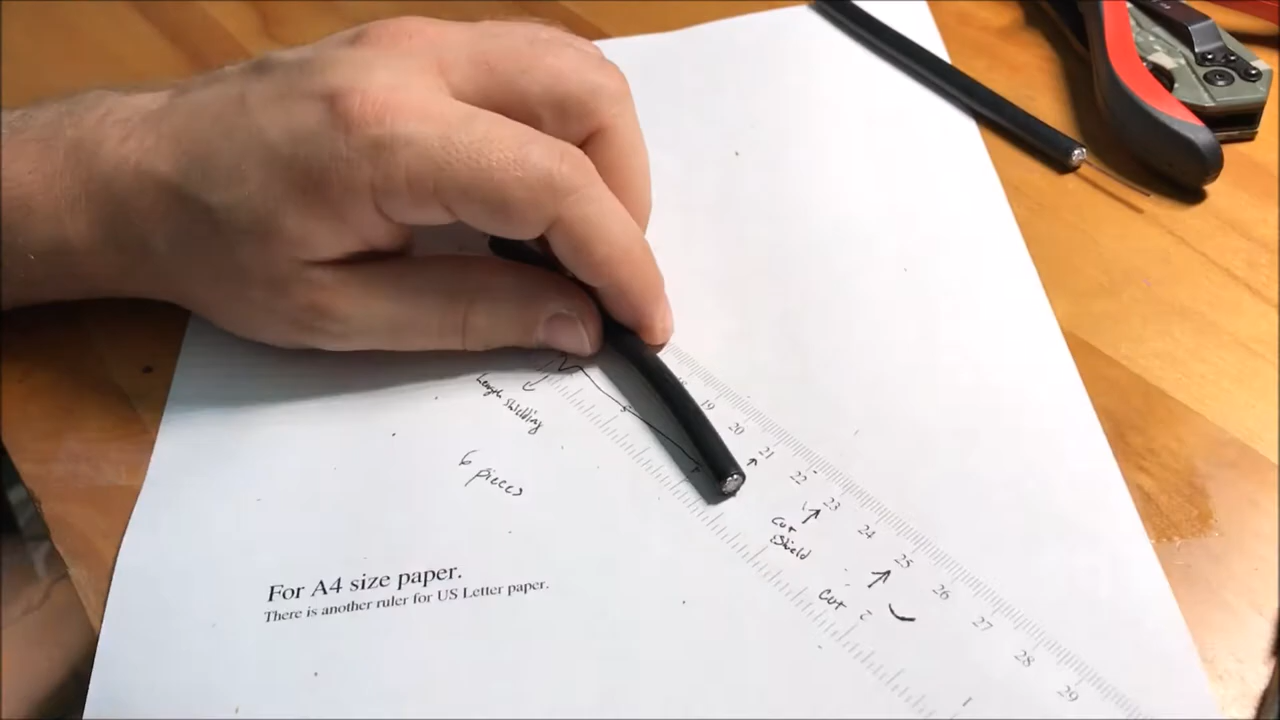 19
20
21
22
23
24
25
26
27
28
29
Length Shielding
6 pieces
Cut
Shield
Cut
For A4 size paper.
There is another ruler for US Letter paper.